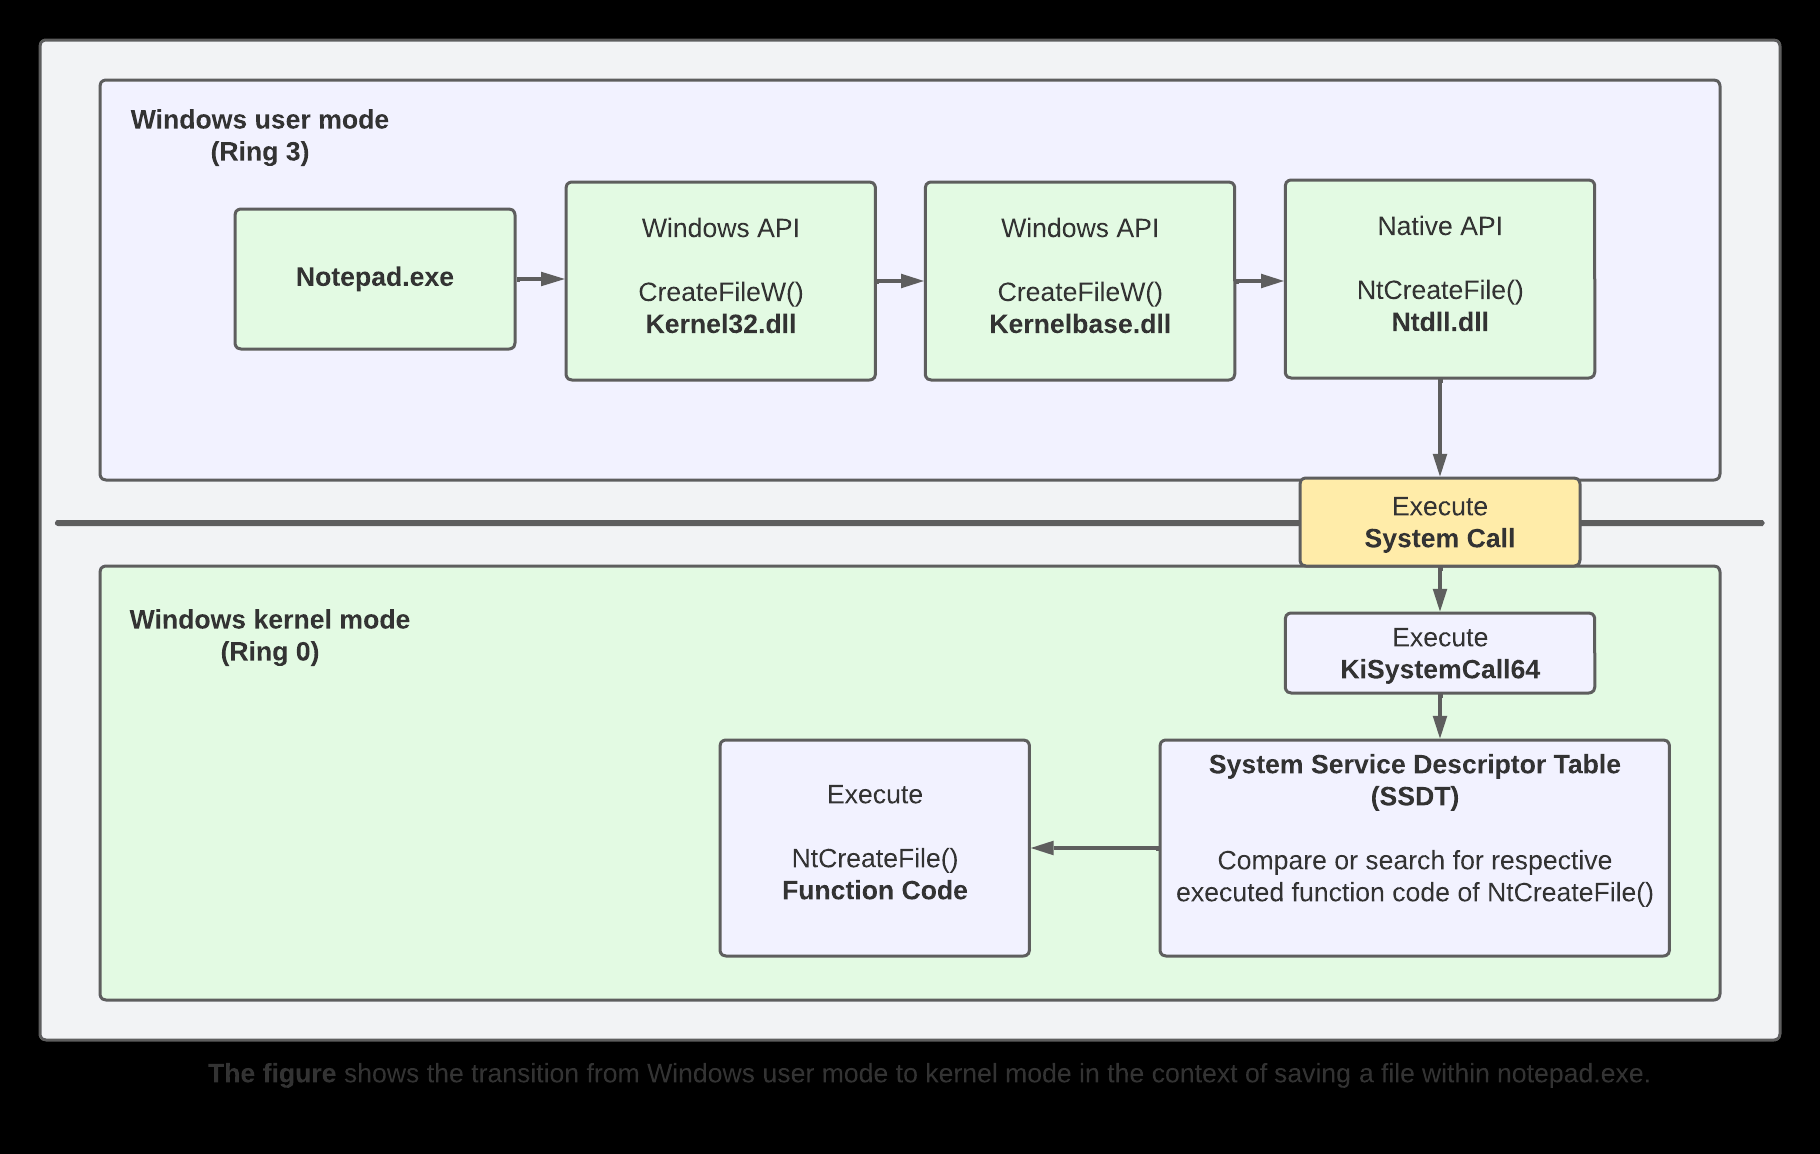 Windows user mode
(Ring 3)
Notepad.exe
Windows API
CreateFileW()
Kernel32.dll
Windows API
CreateFileW()
Kernelbase.dll
Native API
NtCreateFile()
Ntdll.dll
Execute
System Call
Windows kernel mode
(Ring 0)
Execute
KiSystemCall64
System Service Descriptor Table
(SSDT)
Compare or search for respective
executed function code of NtCreateFile()
Execute
NtCreateFile()
Function Code
The figure shows the transition from Windows user mode to kernel mode in the context of saving a file within notepad.exe.